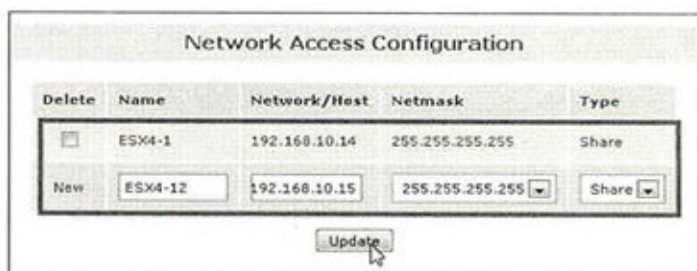 Network Access Configuration
Delete Name Network/Host Netmask Type
ESX4-1 192.168.10.14 255.255.255.255 Share
New ESX4-12 192.168.10.15 255.255.255.255 Share
Update